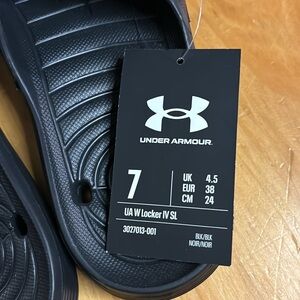 UNDER ARMOUR
7
UK 4.5
EUR 38
CM 24
UA W Locker IV SL
3027013-001
BLK/BLK
NOIR/NOIR